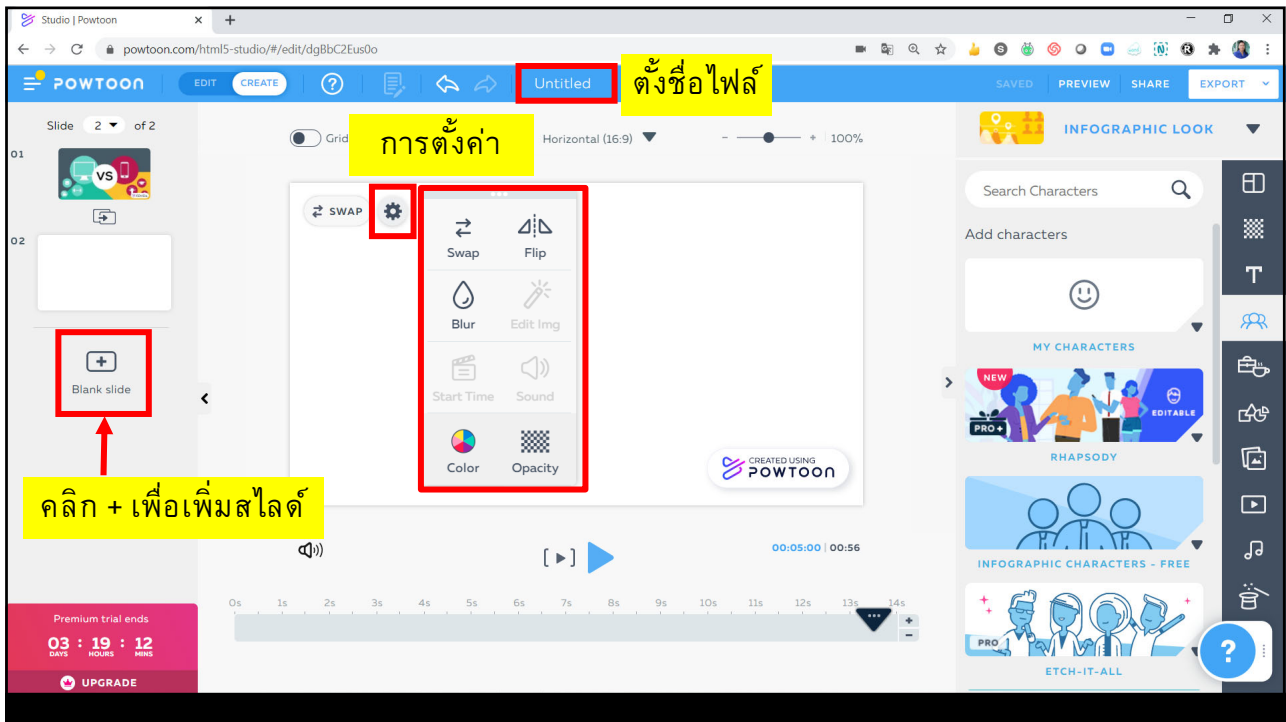 Studio | Powtoon
powtoon.com/html5-studio/#/edit/dgBbC2Eus0o
POWTOON
EDIT CREATE
?
Untitled
ตั้งชื่อไฟล์
SAVED PREVIEW SHARE EXPORT
Slide 2 of 2
Grid
การตั้งค่า
Horizontal (16:9)
- + 100%
INFOGRAPHIC LOOK
01
VS
02
Blank slide
คลิก + เพื่อเพิ่มสไลด์
SWAP
Swap Flip
Blur Edit Img
Start Time Sound
Color Opacity
CREATED USING
POWTOON
Search Characters
Add characters
MY CHARACTERS
NEW
EDITABLE
PRO+
RHAPSODY
INFOGRAPHIC CHARACTERS - FREE
PRO
ETCH-IT-ALL
?
00:05:00 | 00:56
0s 1s 2s 3s 4s 5s 6s 7s 8s 9s 10s 11s 12s 13s 14s
Premium trial ends
03 : 19 : 12
DAYS HOURS MINS
UPGRADE